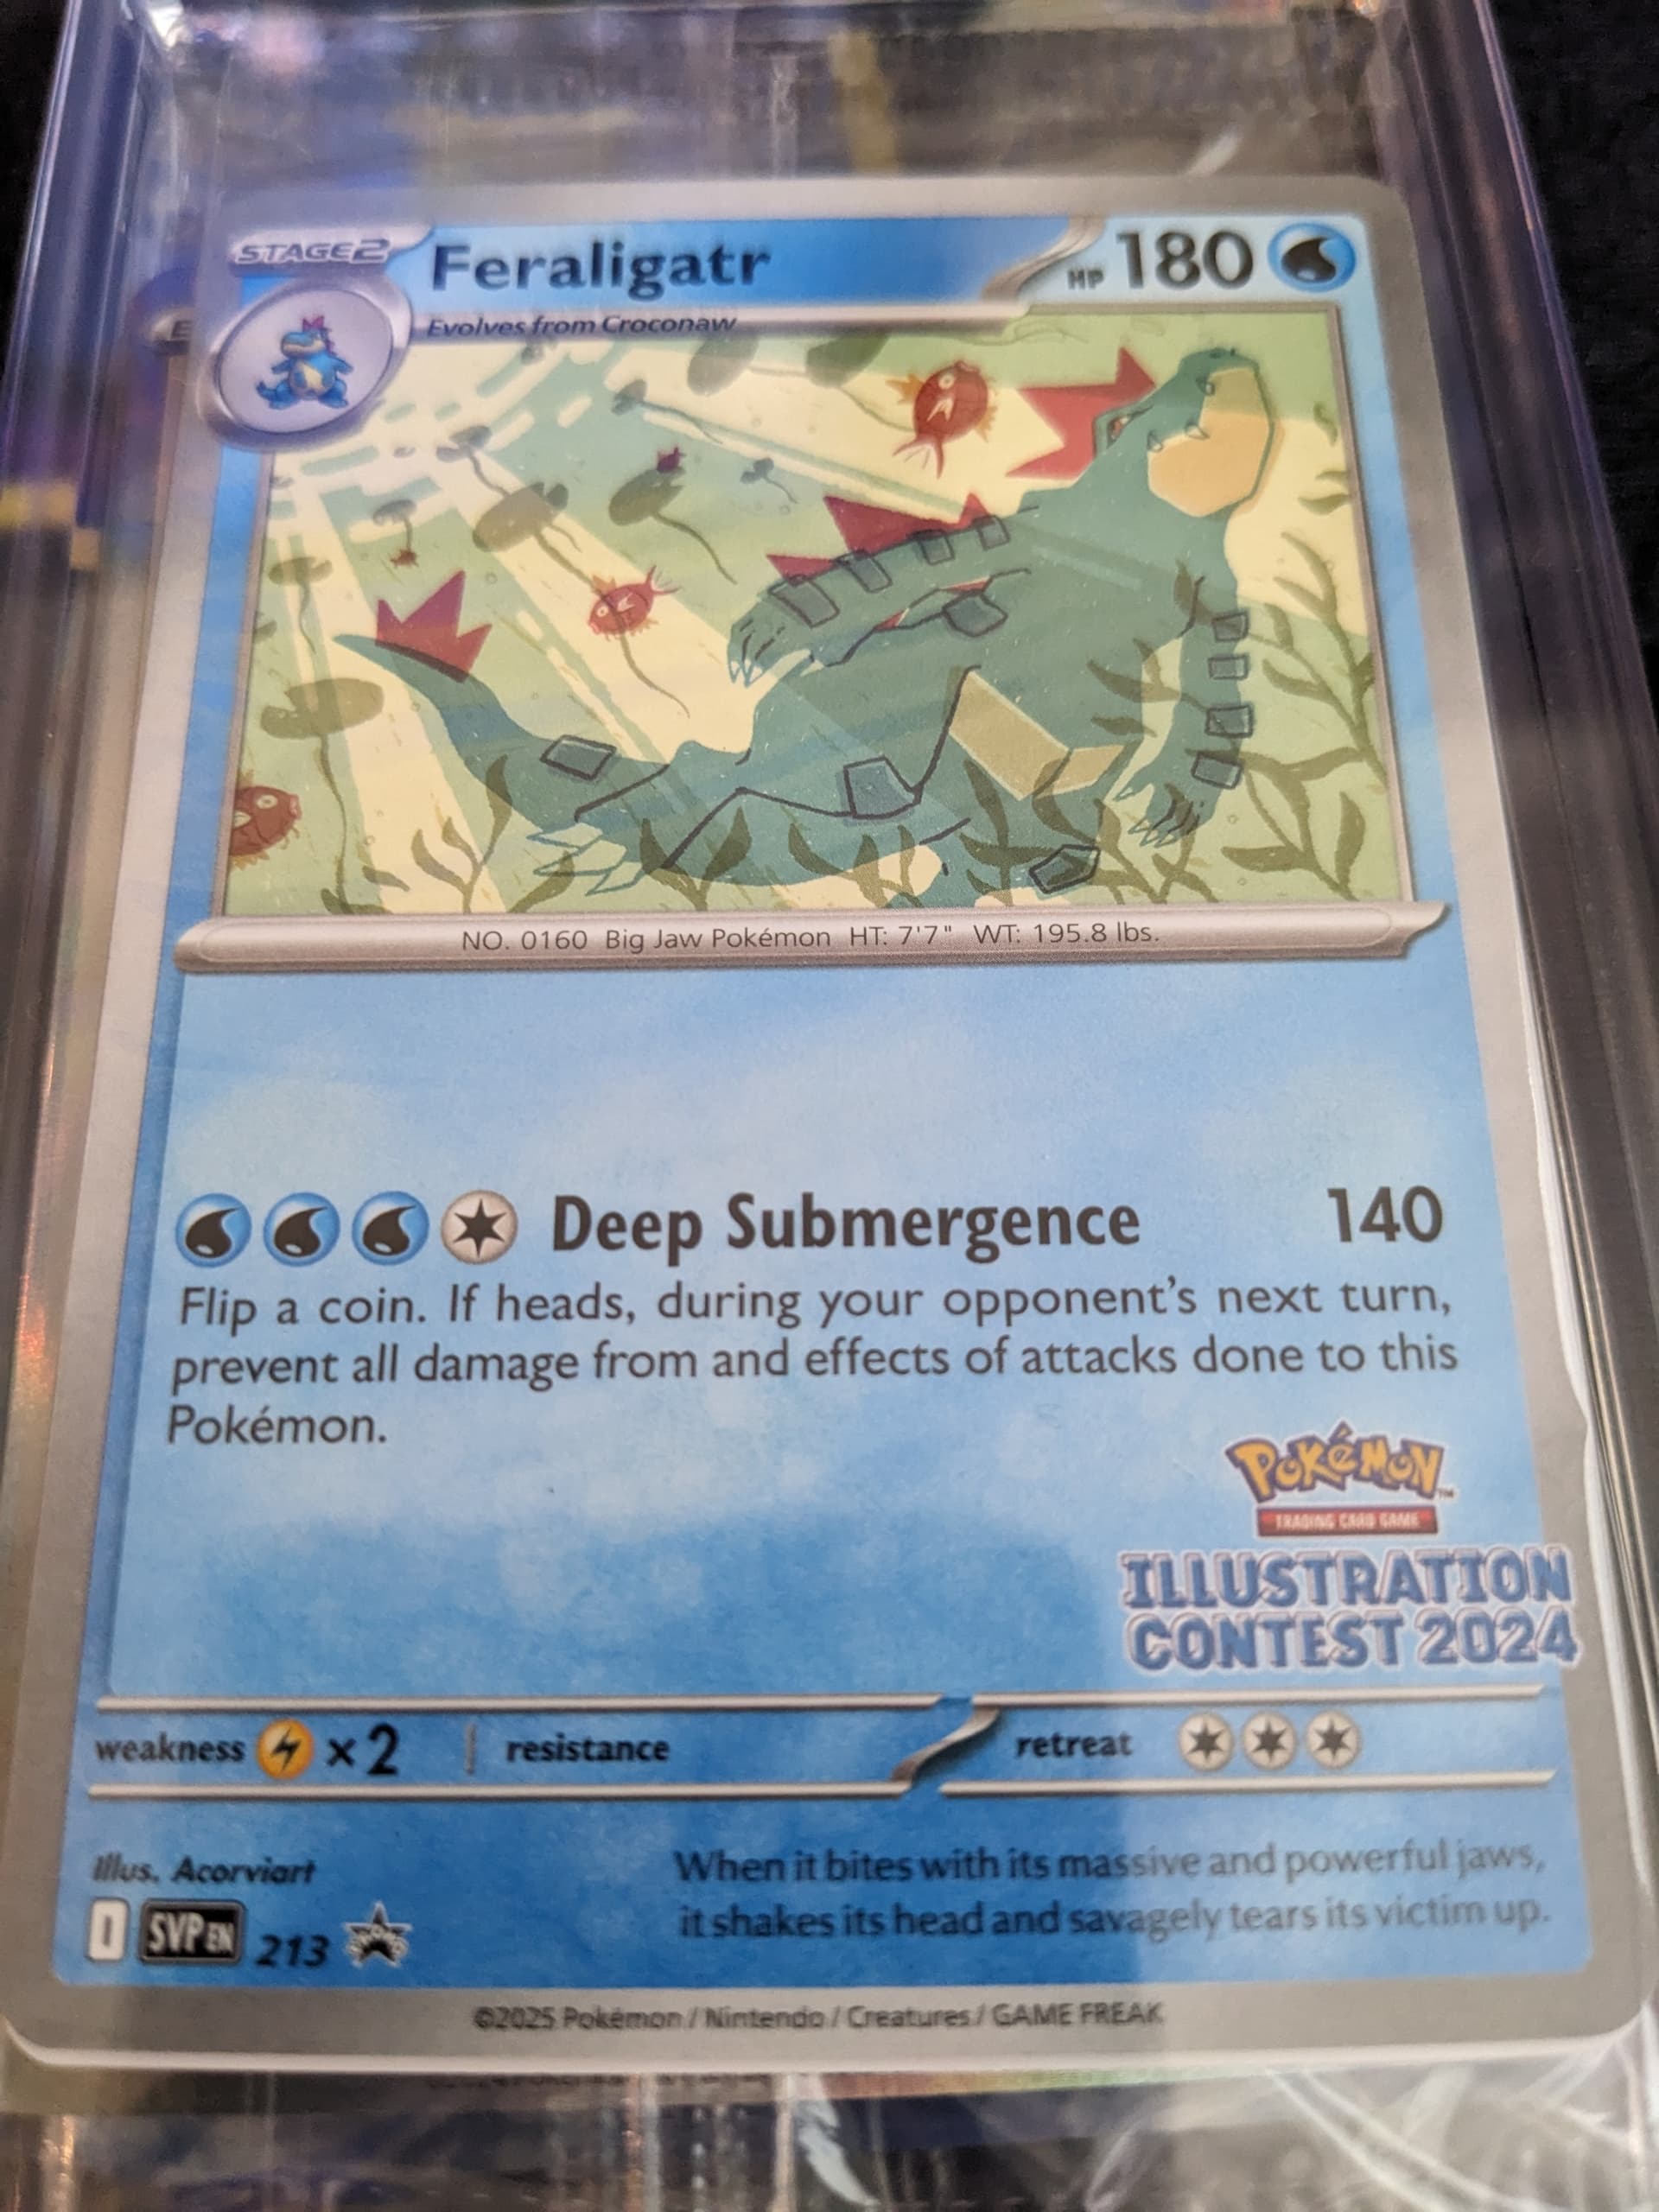 STAGE2
Feraligatr
HP 180
Evolves from Croconaw
NO. 0160 Big Jaw Pokémon HT: 7'7" WT: 195.8 lbs.
Deep Submergence 140
Flip a coin. If heads, during your opponent's next turn,
prevent all damage from and effects of attacks done to this
Pokémon.
POKéMON™
TRADING CARD GAME
ILLUSTRATION
CONTEST 2024
weakness ×2 resistance retreat
Illus. Acorviart
When it bites with its massive and powerful jaws,
it shakes its head and savagely tears its victim up.
I SVP EN 213 PROMO
©2025 Pokémon / Nintendo / Creatures / GAME FREAK